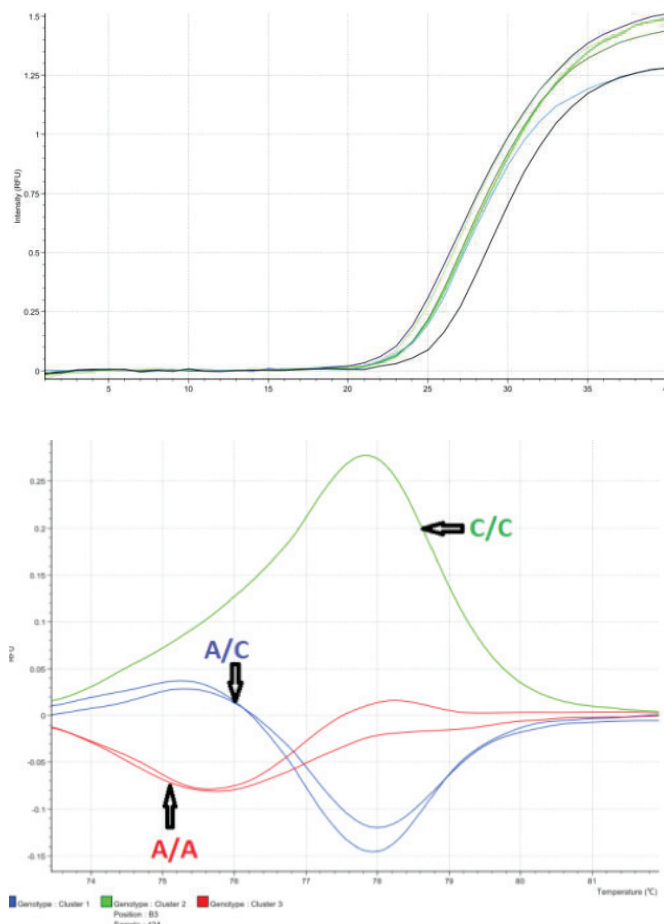 1.5
1.25
1
0.75
0.5
0.25
0
Intensity (RFU)
5 10 15 20 25 30 35
0.25
0.2
0.15
0.1
0.05
0
-0.05
-0.1
-0.15
RFU
C/C
A/C
A/A
74 75 76 77 78 79 80 81
Temperature (°C)
Genotype : Cluster 1 Genotype : Cluster 2 Genotype : Cluster 3
Position : B3